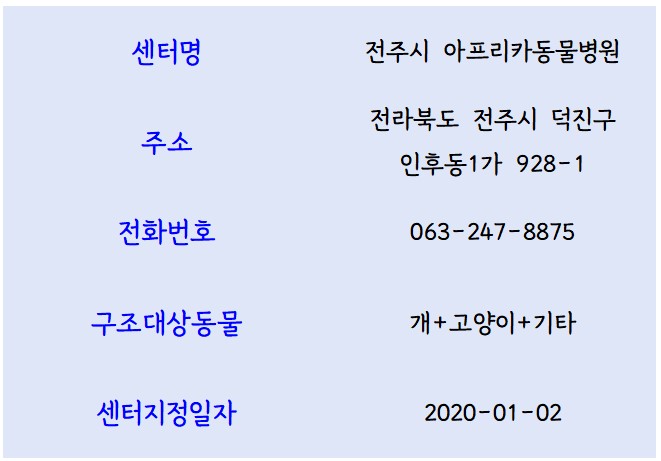 센터명 전주시 아프리카동물병원
주소 전라북도 전주시 덕진구
인후동1가 928-1
전화번호 063-247-8875
구조대상동물 개+고양이+기타
센터지정일자 2020-01-02